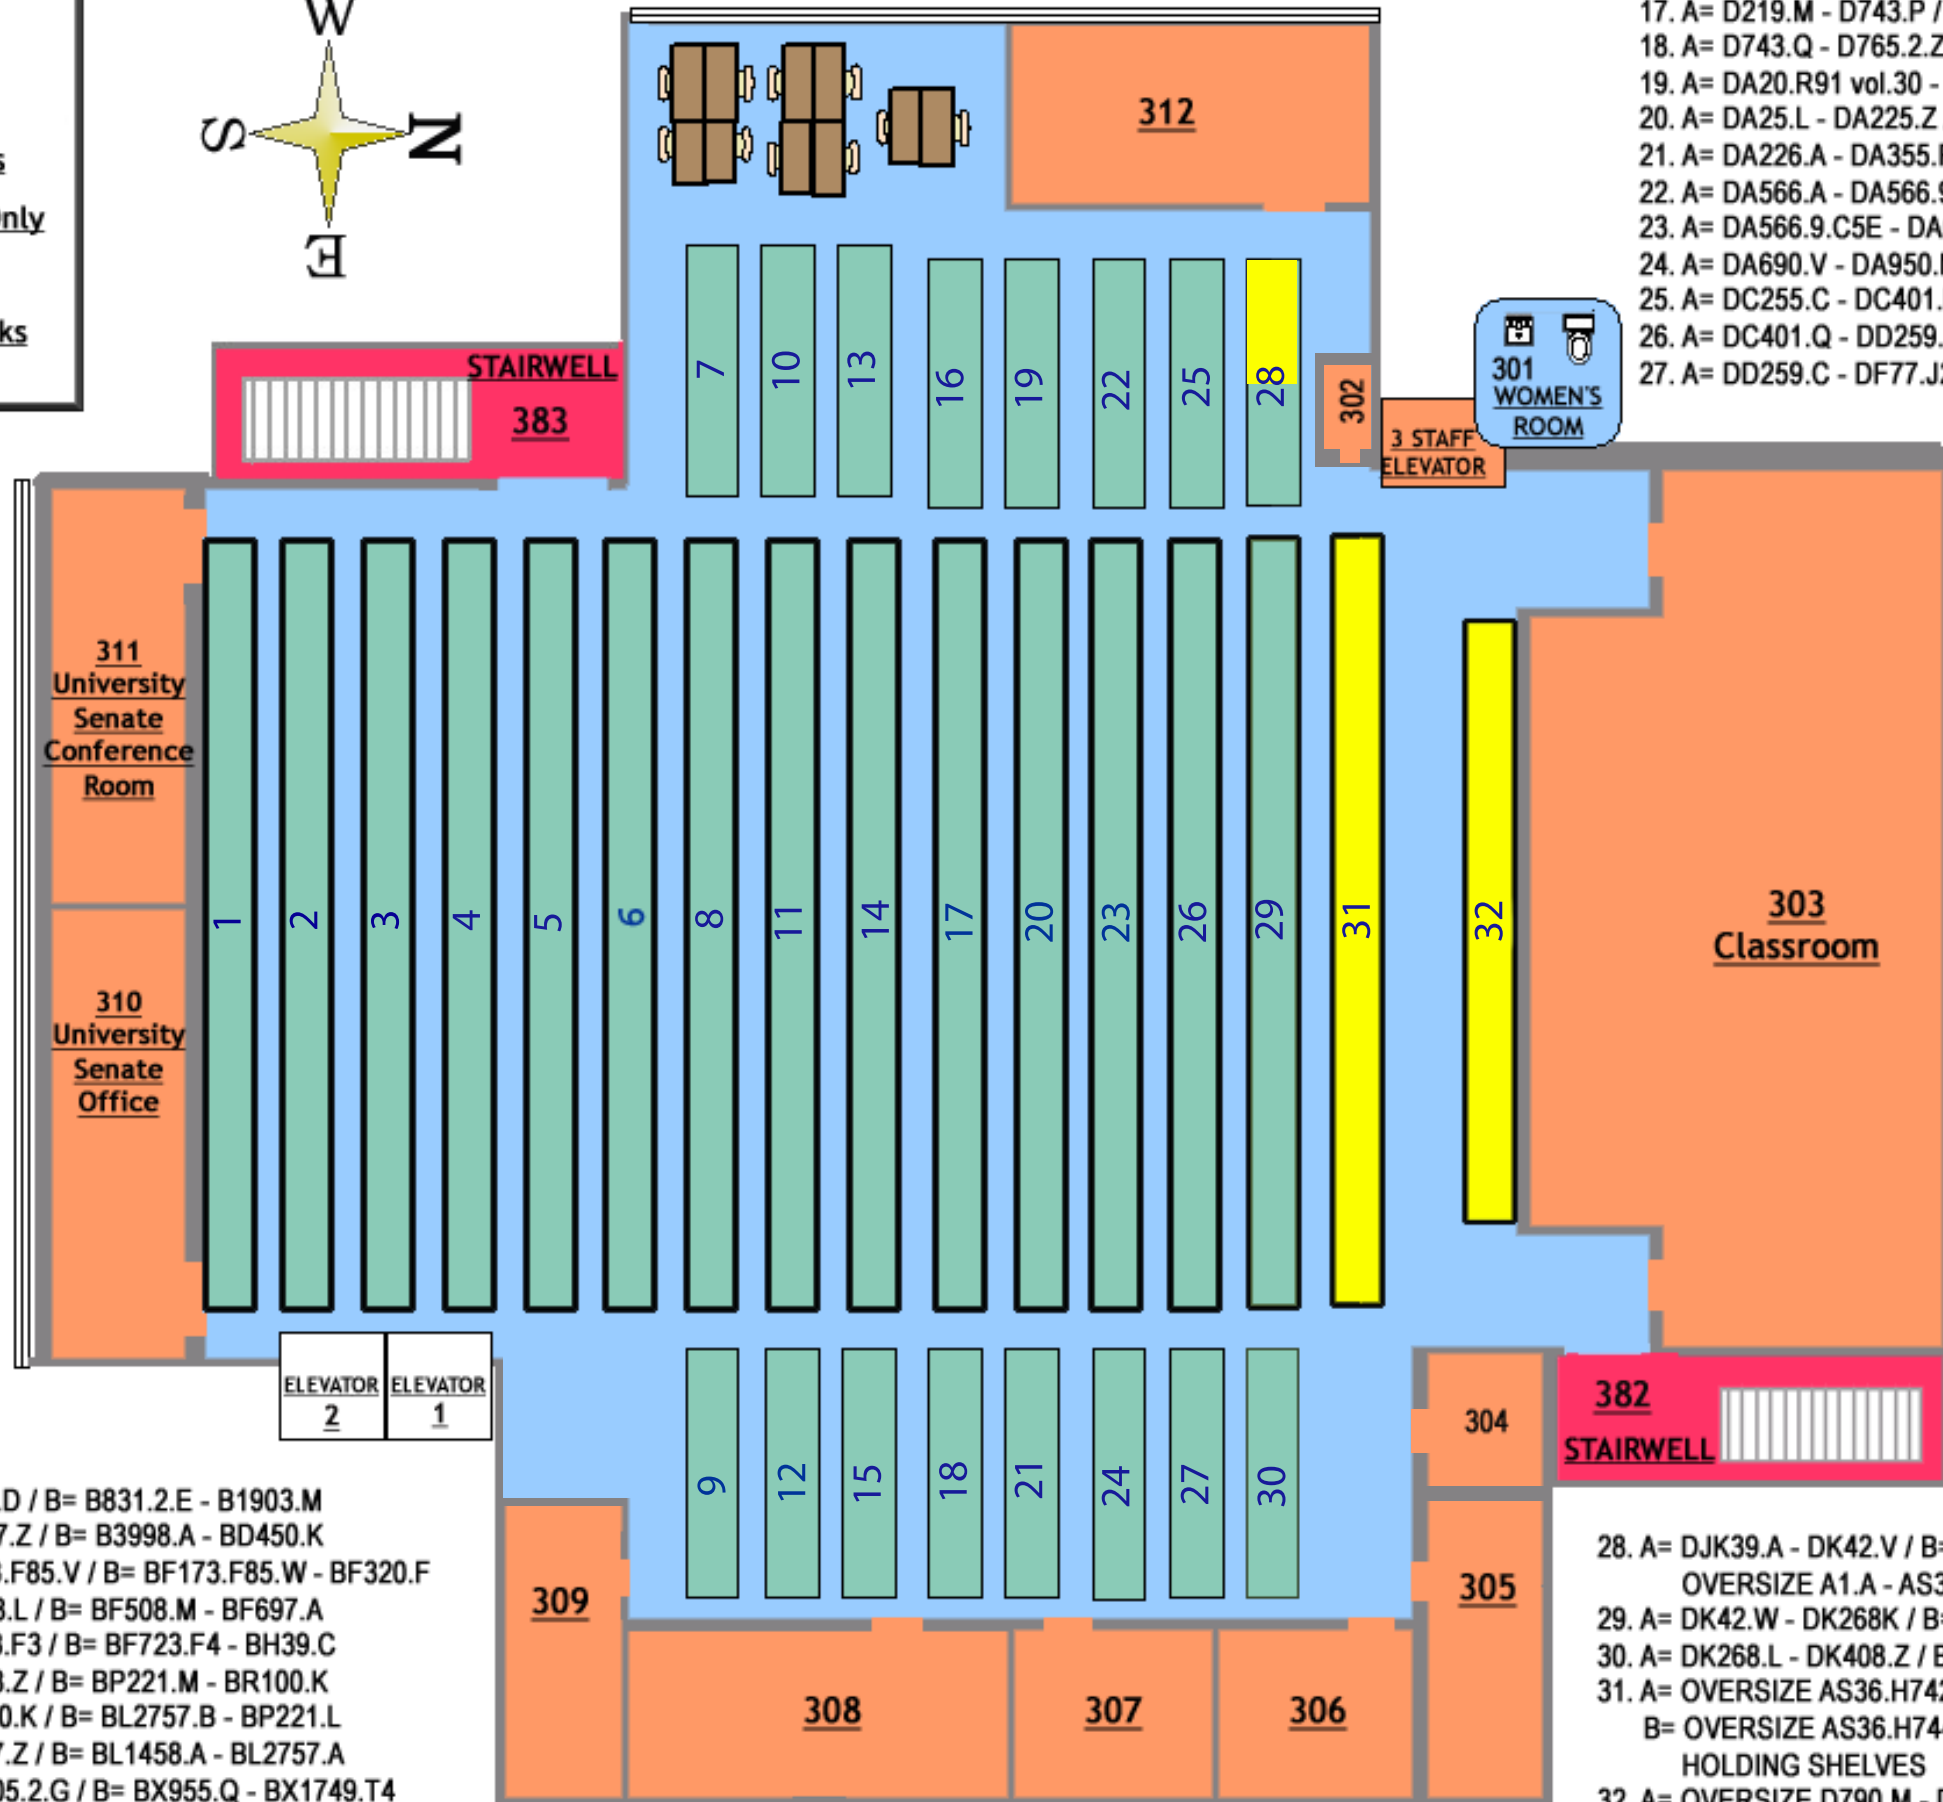 W
S
N
E
s
Only
ks
17. A= D219.M - D743.P /
18. A= D743.Q - D765.2.Z
19. A= DA20.R91 vol.30 -
20. A= DA25.L - DA225.Z
21. A= DA226.A - DA355.
22. A= DA566.A - DA566.9
23. A= DA566.9.C5E - DA
24. A= DA690.V - DA950.
25. A= DC255.C - DC401.
26. A= DC401.Q - DD259.
27. A= DD259.C - DF77.J
312
STAIRWELL
383
7
10
13
16
19
22
25
28
302
3 STAFF
ELEVATOR
301
WOMEN'S
ROOM
311
University
Senate
Conference
Room
310
University
Senate
Office
1
2
3
4
5
6
8
11
14
17
20
23
26
29
31
32
303
Classroom
ELEVATOR
2
ELEVATOR
1
9
12
15
18
21
24
27
30
304
382
STAIRWELL
305
309
308
307
306
.D / B= B831.2.E - B1903.M
7.Z / B= B3998.A - BD450.K
.F85.V / B= BF173.F85.W - BF320.F
3.L / B= BF508.M - BF697.A
.F3 / B= BF723.F4 - BH39.C
.Z / B= BP221.M - BR100.K
0.K / B= BL2757.B - BP221.L
7.Z / B= BL1458.A - BL2757.A
05.2.G / B= BX955.Q - BX1749.T4
28. A= DJK39.A - DK42.V / B=
OVERSIZE A1.A - AS3
29. A= DK42.W - DK268K / B=
30. A= DK268.L - DK408.Z / B
31. A= OVERSIZE AS36.H742
B= OVERSIZE AS36.H74
HOLDING SHELVES
32. A= OVERSIZE D790.M -